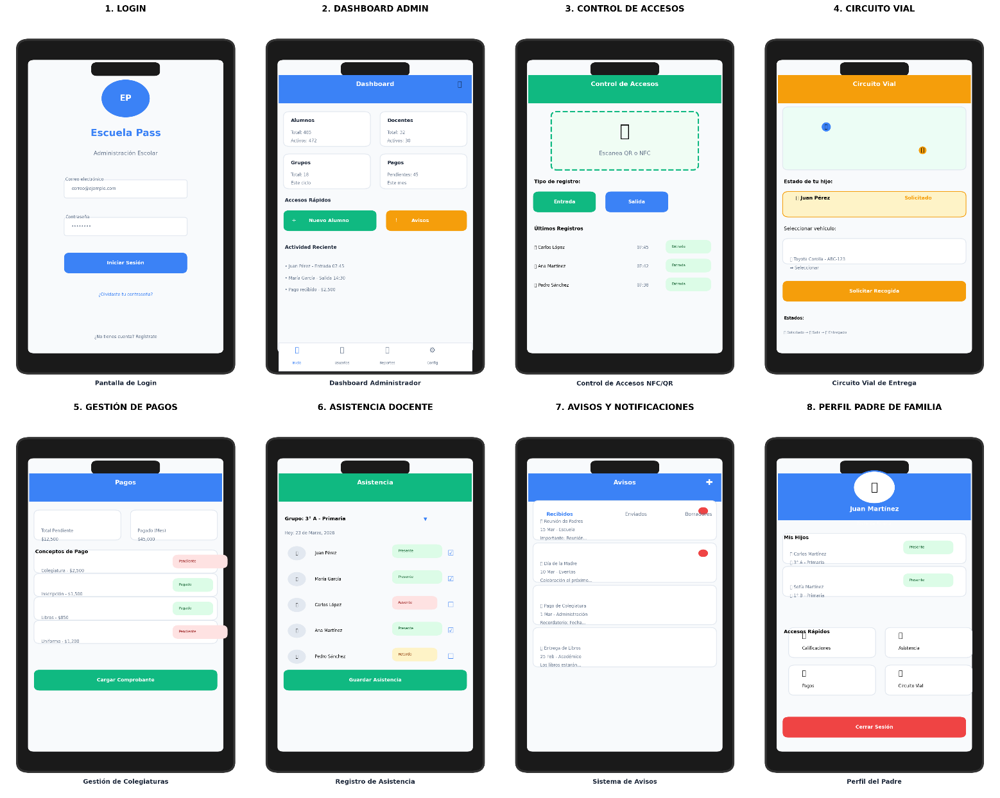 1. LOGIN
EP
Escuela Pass
Administración Escolar
Correo electrónico
correo@ejemplo.com
Contraseña
••••••••
Iniciar Sesión
¿Olvidaste tu contraseña?
¿No tienes cuenta? Regístrate
Pantalla de Login
2. DASHBOARD ADMIN
Dashboard
Alumnos
Total: 485
Activos: 472
Docentes
Total: 32
Activos: 30
Grupos
Total: 18
Este ciclo
Pagos
Pendientes: 45
Este mes
Accesos Rápidos
+ Nuevo Alumno
! Avisos
Actividad Reciente
• Juan Pérez - Entrada 07:45
• María García - Salida 14:30
• Pago recibido - $2,500
Inicio
Usuarios
Reportes
Config
Dashboard Administrador
3. CONTROL DE ACCESOS
Control de Accesos
Escanea QR o NFC
Tipo de registro:
Entrada
Salida
Últimos Registros
Carlos López 07:45 Entrada
Ana Martínez 07:42 Entrada
Pedro Sánchez 07:38 Entrada
Control de Accesos NFC/QR
4. CIRCUITO VIAL
Circuito Vial
Estado de tu hijo:
Juan Pérez Solicitado
Seleccionar vehículo:
Toyota Corolla - ABC-123
→ Seleccionar
Solicitar Recogida
Estados:
Solicitado → Salir → Entregado
Circuito Vial de Entrega
5. GESTIÓN DE PAGOS
Pagos
Total Pendiente
$12,500
Pagado (Mes)
$45,000
Conceptos de Pago
Pendiente
Colegiatura - $2,500
Pagado
Inscripción - $1,500
Pagado
Libros - $850
Pendiente
Uniforme - $1,200
Cargar Comprobante
Gestión de Colegiaturas
6. ASISTENCIA DOCENTE
Asistencia
Grupo: 3° A - Primaria ▼
Hoy: 23 de Marzo, 2026
Juan Pérez Presente ☑
María García Presente ☑
Carlos López Ausente ☐
Ana Martínez Presente ☑
Pedro Sánchez Retardo ☐
Guardar Asistencia
Registro de Asistencia
7. AVISOS Y NOTIFICACIONES
Avisos +
Recibidos Enviados Borradores
Reunión de Padres
15 Mar - Escuela
Importante: Reunión...
Día de la Madre
10 Mar - Eventos
Celebración el próximo...
Pago de Colegiatura
1 Mar - Administración
Recordatorio: Fecha...
Entrega de Libros
25 Feb - Académico
Los libros estarán...
Sistema de Avisos
8. PERFIL PADRE DE FAMILIA
Juan Martínez
Mis Hijos
Presente
Carlos Martínez
3° A - Primaria
Presente
Sofía Martínez
1° B - Primaria
Accesos Rápidos
Calificaciones
Asistencia
Pagos
Circuito Vial
Cerrar Sesión
Perfil del Padre